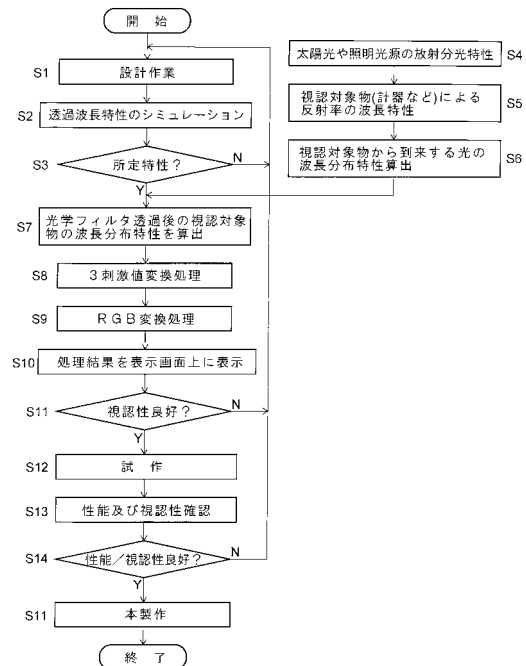 開 始
S1
設計作業
S2
透過波長特性のシミュレーション
S3
所定特性？
N
Y
太陽光や照明光源の放射分光特性
S4
視認対象物(計器など)による
反射率の波長特性
S5
視認対象物から到来する光の
波長分布特性算出
S6
S7
光学フィルタ透過後の視認対象
物の波長分布特性を算出
S8
３刺激値変換処理
S9
ＲＧＢ変換処理
S10
処理結果を表示画面上に表示
S11
視認性良好？
N
Y
S12
試 作
S13
性能及び視認性確認
S14
性能／視認性良好？
N
Y
S11
本製作
終 了